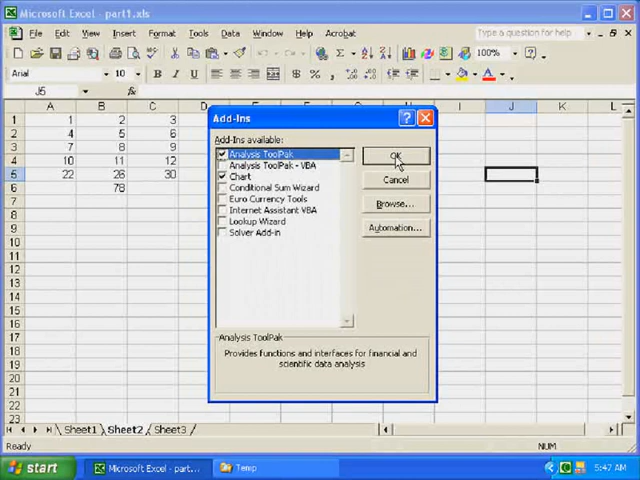 Microsoft Excel - part1.xls
File Edit View Insert Format Tools Data Window Help Acrobat
Type a question for help
100%
Arial 10 B I U $ %
J5 fx
A B C D I J K L
1 1 2 3
2 4 5 6
3 7 8 9
4 10 11 12
5 22 26 30
6 78
7
8
9
10
11
12
13
14
15
16
17
18
19
20
21
22
23
Add-Ins
Add-Ins available:
Analysis ToolPak
Analysis ToolPak - VBA
Chart
Conditional Sum Wizard
Euro Currency Tools
Internet Assistant VBA
Lookup Wizard
Solver Add-in
OK
Cancel
Browse...
Automation...
Analysis ToolPak
Provides functions and interfaces for financial and
scientific data analysis
Sheet1 Sheet2 Sheet3
Ready NUM
start Microsoft Excel - part... Temp 5:47 AM